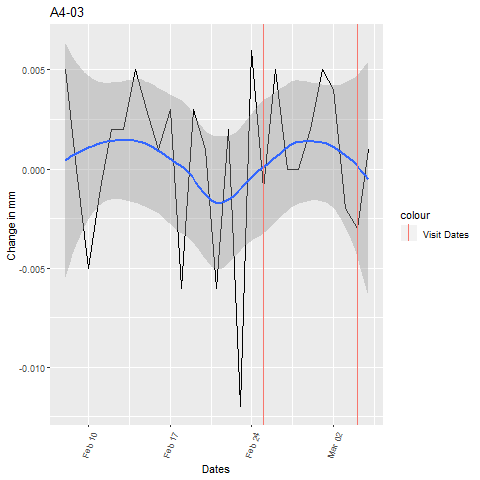 A4-03
Change in mm
0.005
0.000
-0.005
-0.010
Feb 10
Feb 17
Feb 24
Mar 02
Dates
colour
Visit Dates